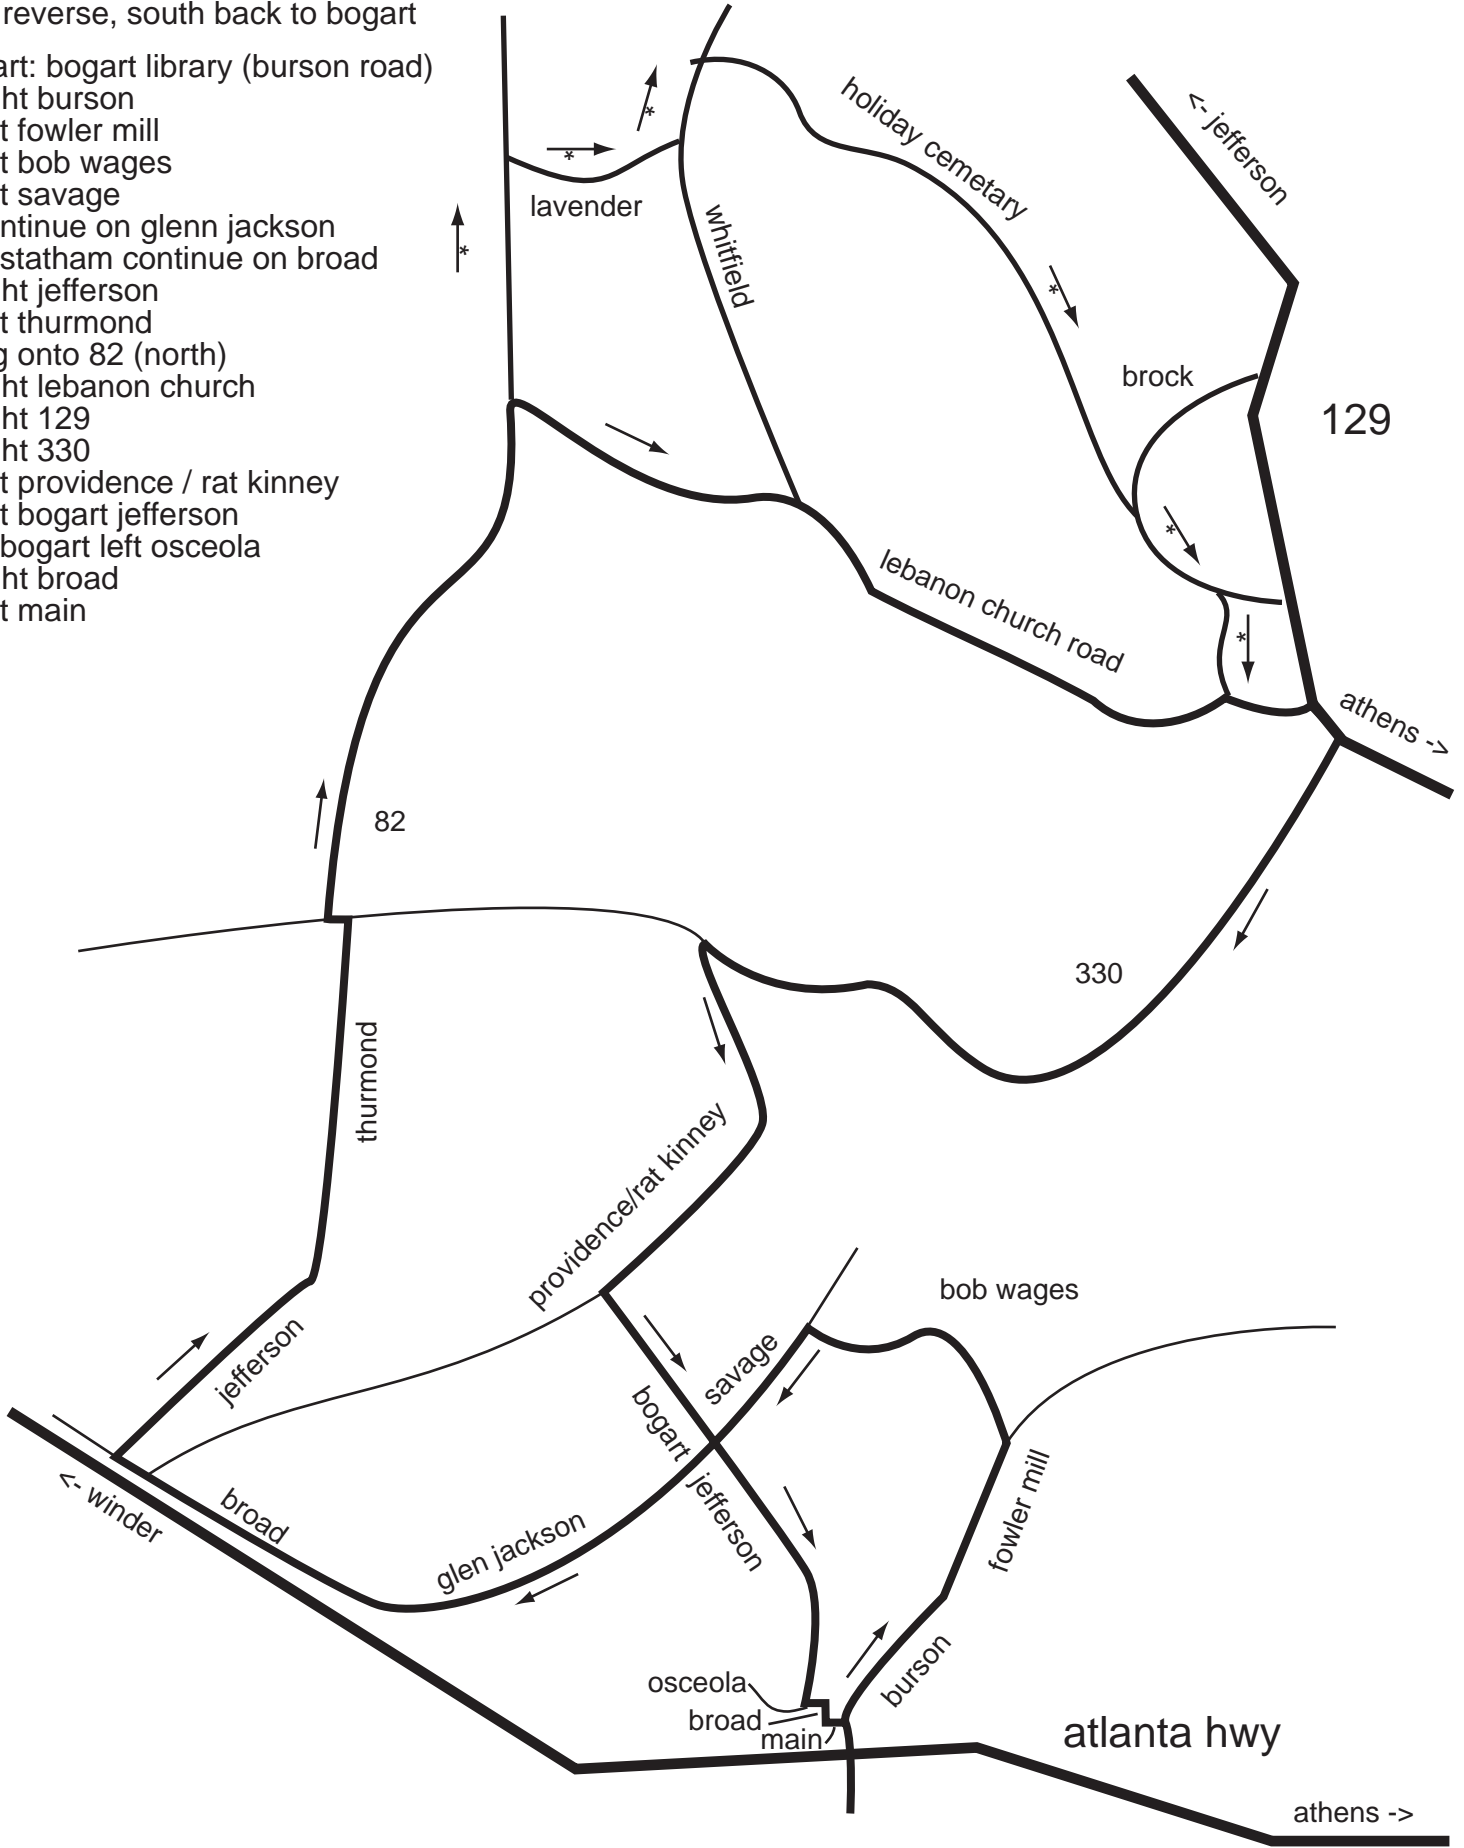 reverse, south back to bogart
art: bogart library (burson road)
ht burson
t fowler mill
t bob wages
t savage
ntinue on glenn jackson
statham continue on broad
ht jefferson
t thurmond
g onto 82 (north)
ht lebanon church
ht 129
ht 330
t providence / rat kinney
t bogart jefferson
bogart left osceola
ht broad
t main
holiday cemetary
<- jefferson
lavender
whitfield
brock
129
lebanon church road
athens ->
82
330
thurmond
providence/rat kinney
bob wages
savage
jefferson
bogart jefferson
fowler mill
<- winder
broad
glen jackson
burson
osceola
broad
main
atlanta hwy
athens ->
*
*
*
*
*
*